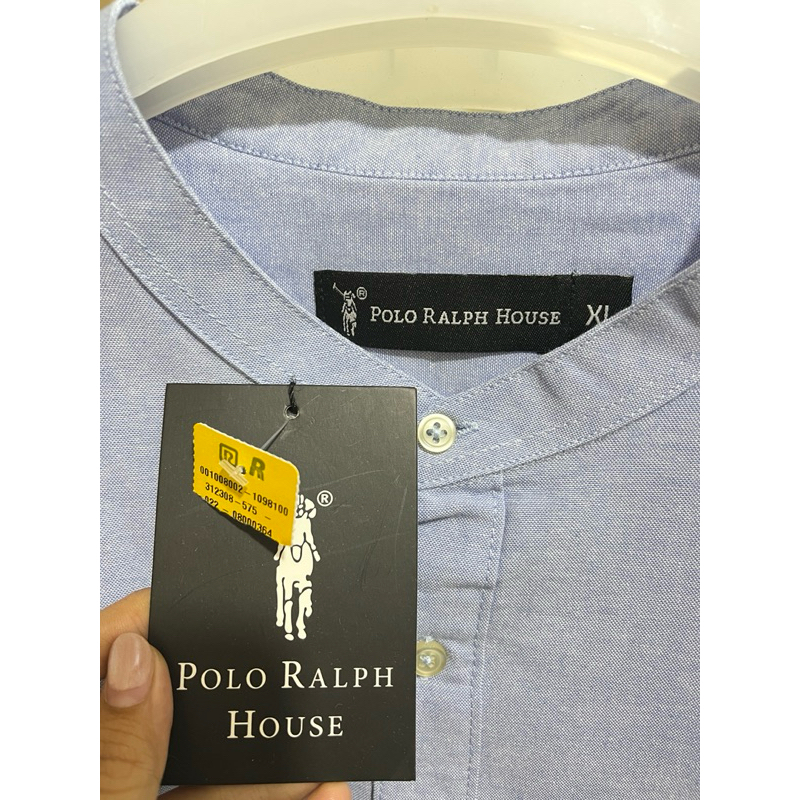 ® POLO RALPH HOUSE XL
R.R
001008002-1098100
312308-575 -
022 - 08000364
®
POLO RALPH
HOUSE